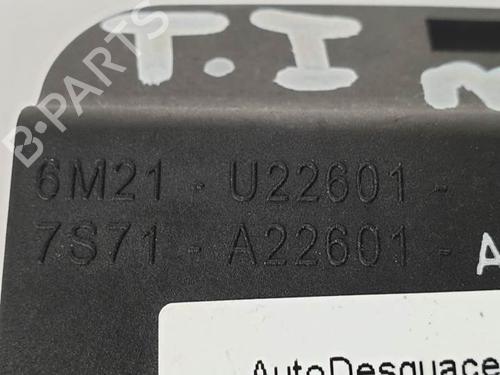 T.I
6M21 - U22601 -
7S71 - A22601 - A
AutoDesguace
B-PARTS